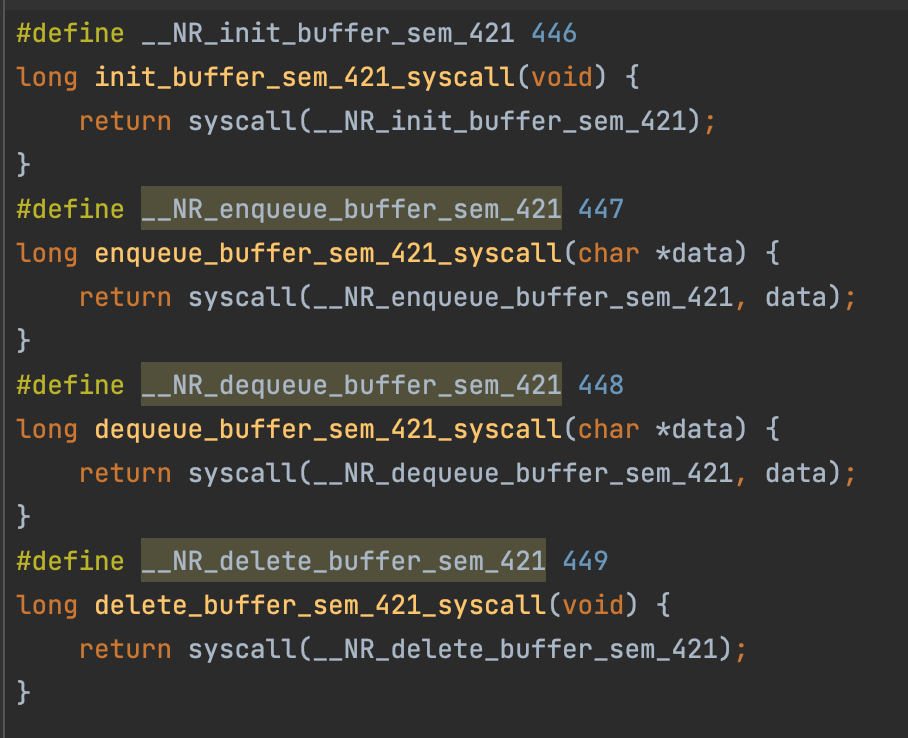 #define __NR_init_buffer_sem_421 446
long init_buffer_sem_421_syscall(void) {
    return syscall(__NR_init_buffer_sem_421);
}
#define __NR_enqueue_buffer_sem_421 447
long enqueue_buffer_sem_421_syscall(char *data) {
    return syscall(__NR_enqueue_buffer_sem_421, data);
}
#define __NR_dequeue_buffer_sem_421 448
long dequeue_buffer_sem_421_syscall(char *data) {
    return syscall(__NR_dequeue_buffer_sem_421, data);
}
#define __NR_delete_buffer_sem_421 449
long delete_buffer_sem_421_syscall(void) {
    return syscall(__NR_delete_buffer_sem_421);
}